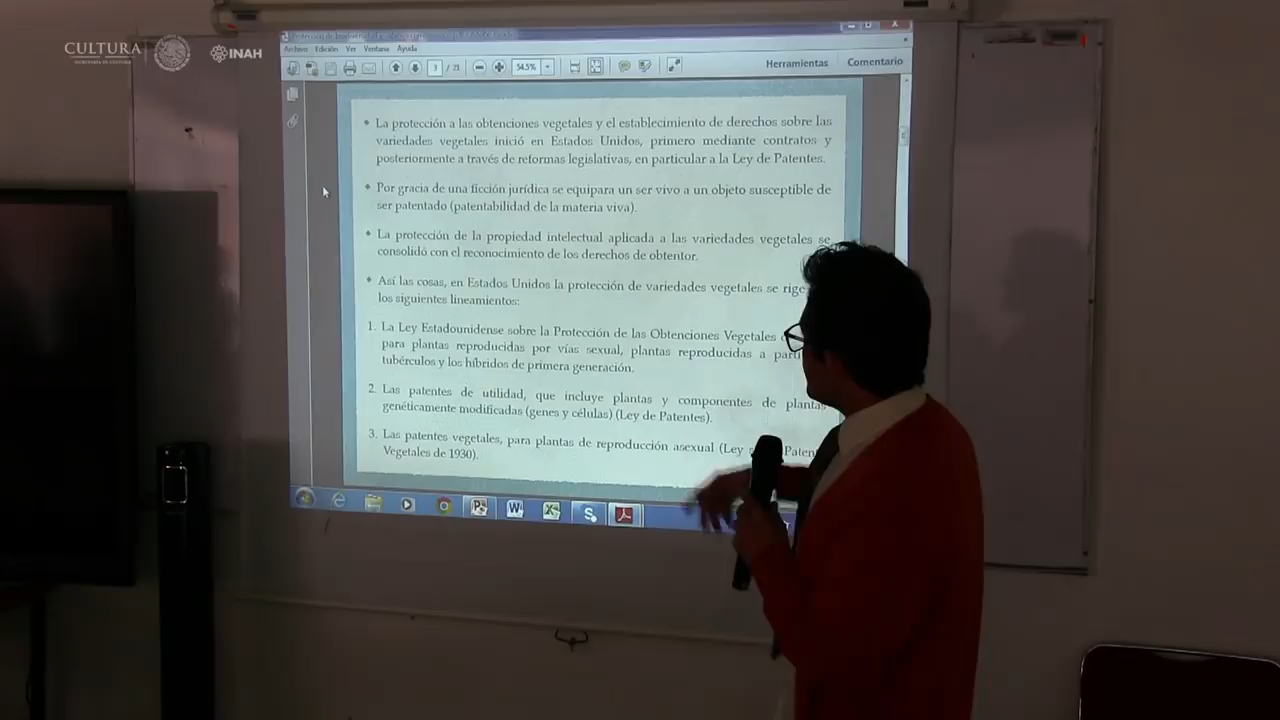 CULTURA
SECRETARÍA DE CULTURA
INAH
Archivo Edición Ver Ventana Ayuda
3 / 21
54.5%
Herramientas Comentario
• La protección a las obtenciones vegetales y el establecimiento de derechos sobre las
variedades vegetales inició en Estados Unidos, primero mediante contratos y
posteriormente a través de reformas legislativas, en particular a la Ley de Patentes.
• Por gracia de una ficción jurídica se equipara un ser vivo a un objeto susceptible de
ser patentado (patentabilidad de la materia viva).
• La protección de la propiedad intelectual aplicada a las variedades vegetales se
consolidó con el reconocimiento de los derechos de obtentor.
• Así las cosas, en Estados Unidos la protección de variedades vegetales se rige
los siguientes lineamientos:
1. La Ley Estadounidense sobre la Protección de las Obtenciones Vegetales
para plantas reproducidas por vías sexual, plantas reproducidas a parti
tubérculos y los híbridos de primera generación.
2. Las patentes de utilidad, que incluye plantas y componentes de plantas
genéticamente modificadas (genes y células) (Ley de Patentes).
3. Las patentes vegetales, para plantas de reproducción asexual (Ley Paten
Vegetales de 1930).